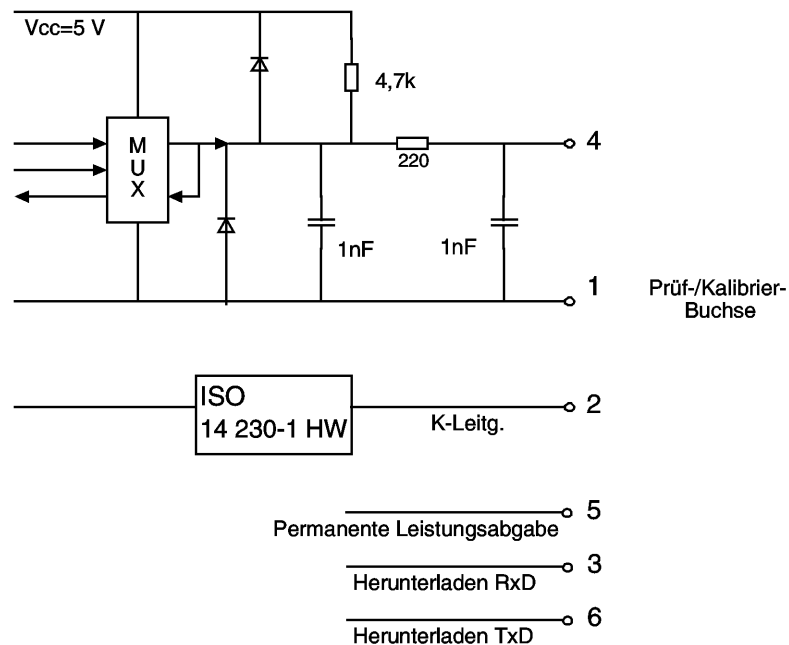 Vcc=5 V
4,7k
M
U
X
220
4
1nF
1nF
1
Prüf-/Kalibrier-
Buchse
ISO
14 230-1 HW
K-Leitg.
2
5
Permanente Leistungsabgabe
3
Herunterladen RxD
6
Herunterladen TxD